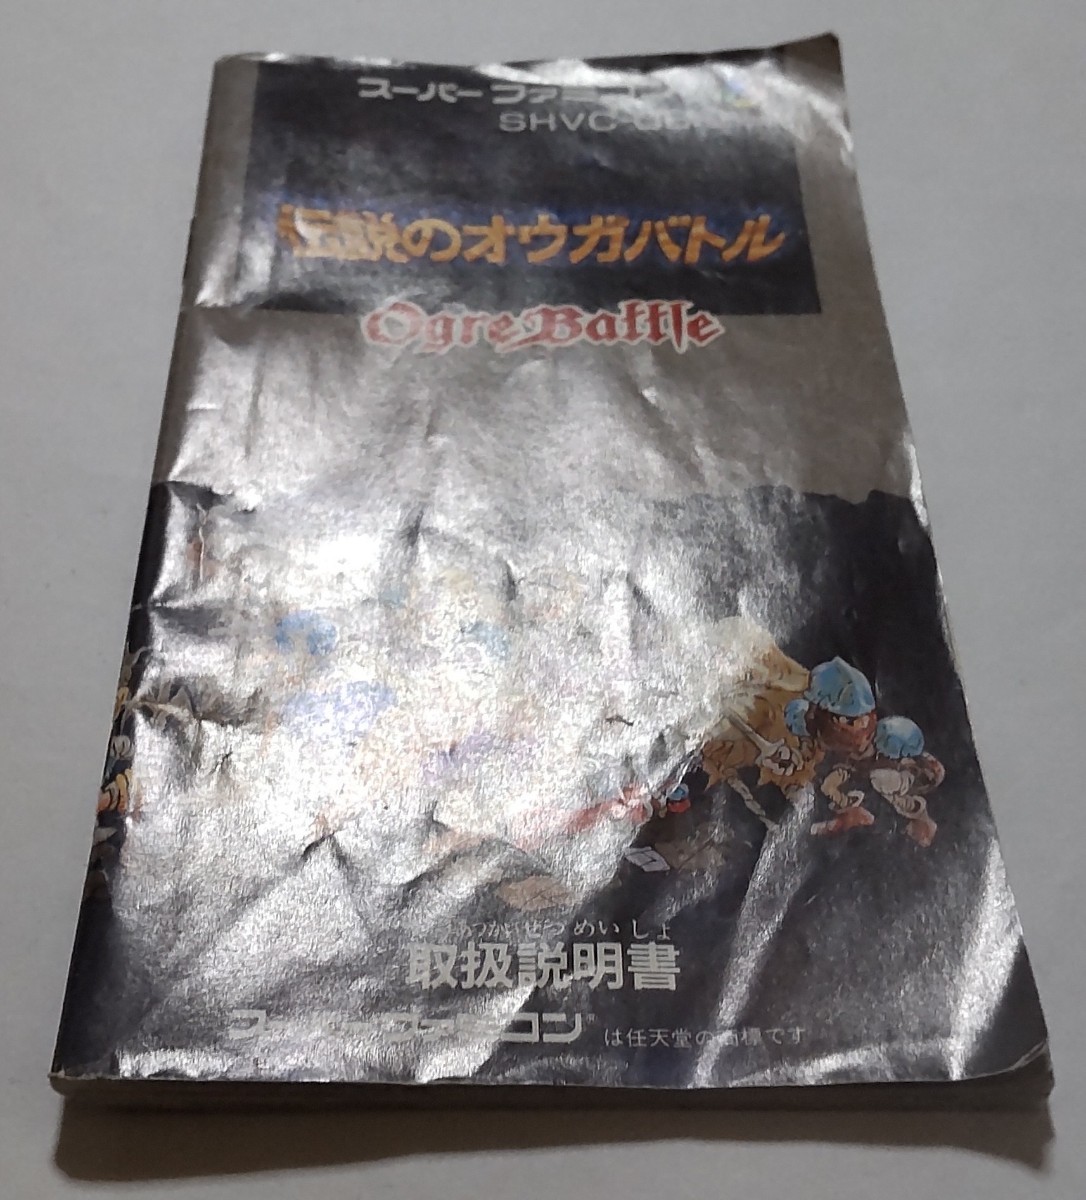 スーパーファミコン
SHVC-
伝説のオウガバトル
Ogre Battle
あつかいせつめいしょ
取扱説明書
スーパーファミコン® は任天堂の商標です